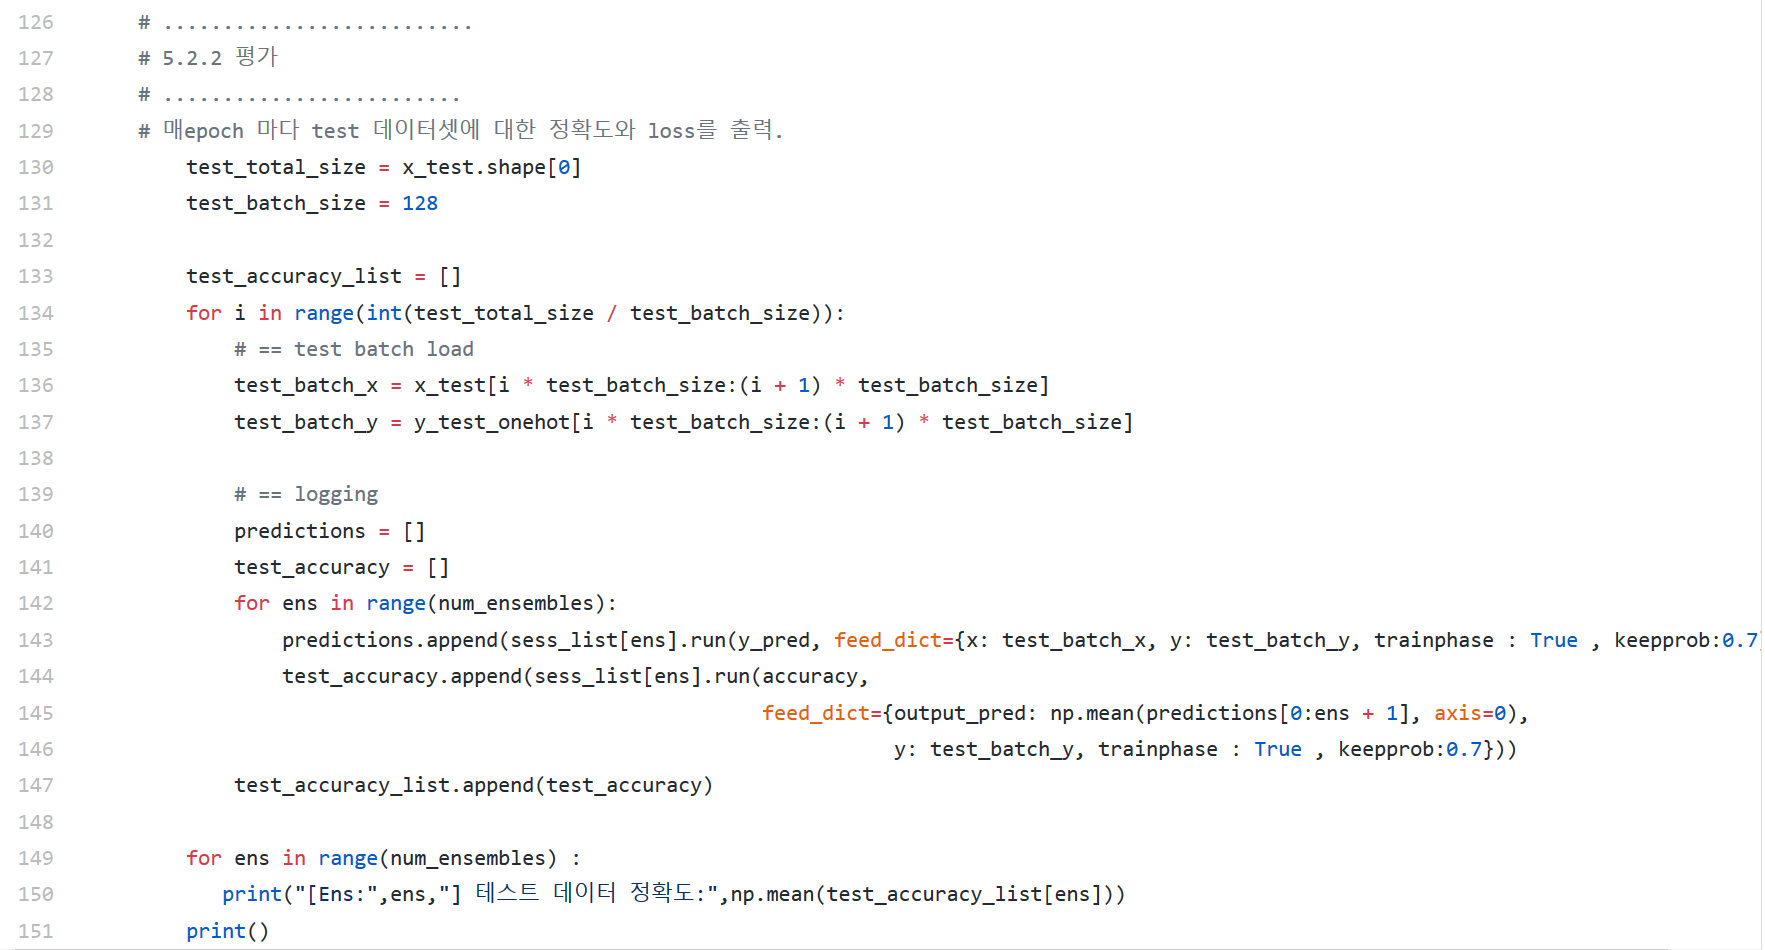 126 # ..........................
127 # 5.2.2 평가
128 # .........................
129 # 매epoch 마다 test 데이터셋에 대한 정확도와 loss를 출력.
130 test_total_size = x_test.shape[0]
131 test_batch_size = 128
132
133 test_accuracy_list = []
134 for i in range(int(test_total_size / test_batch_size)):
135 # == test batch load
136 test_batch_x = x_test[i * test_batch_size:(i + 1) * test_batch_size]
137 test_batch_y = y_test_onehot[i * test_batch_size:(i + 1) * test_batch_size]
138
139 # == logging
140 predictions = []
141 test_accuracy = []
142 for ens in range(num_ensembles):
143 predictions.append(sess_list[ens].run(y_pred, feed_dict={x: test_batch_x, y: test_batch_y, trainphase : True , keepprob:0.7
144 test_accuracy.append(sess_list[ens].run(accuracy,
145 feed_dict={output_pred: np.mean(predictions[0:ens + 1], axis=0),
146 y: test_batch_y, trainphase : True , keepprob:0.7}))
147 test_accuracy_list.append(test_accuracy)
148
149 for ens in range(num_ensembles) :
150 print("[Ens:",ens,"] 테스트 데이터 정확도:",np.mean(test_accuracy_list[ens]))
151 print()